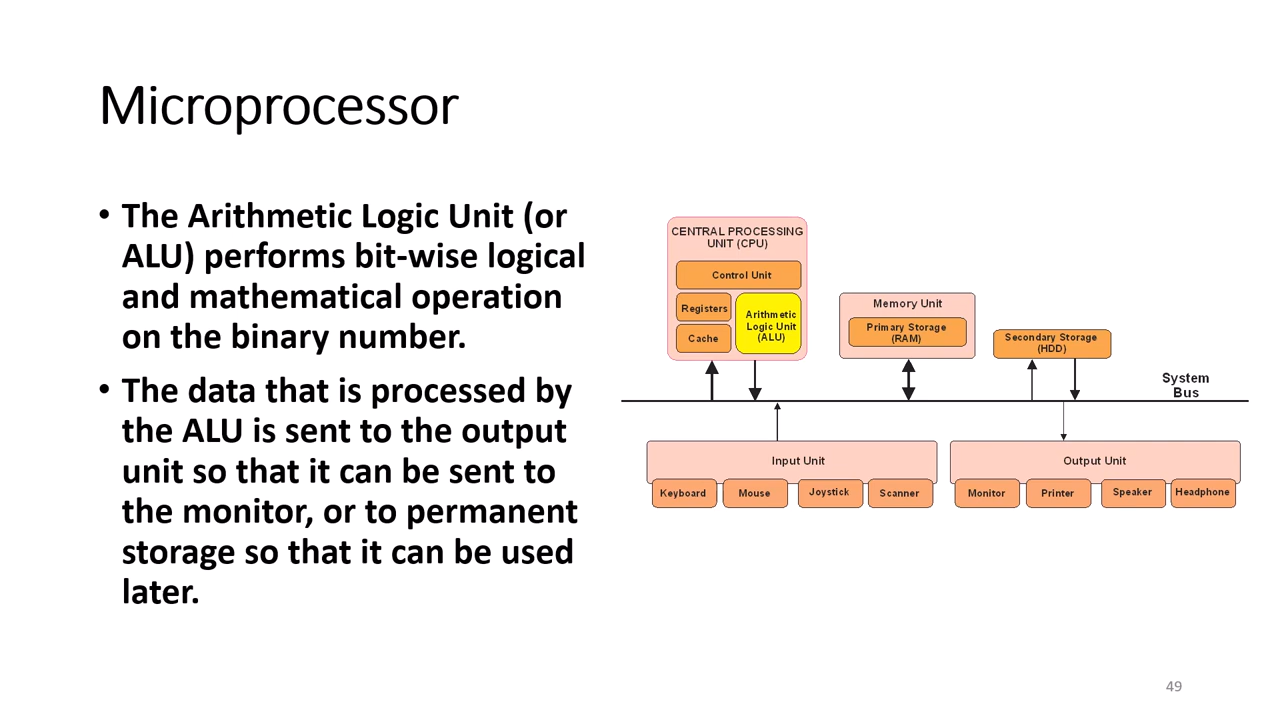 Microprocessor
• The Arithmetic Logic Unit (or
ALU) performs bit-wise logical
and mathematical operation
on the binary number.
• The data that is processed by
the ALU is sent to the output
unit so that it can be sent to
the monitor, or to permanent
storage so that it can be used
later.
CENTRAL PROCESSING
UNIT (CPU)
Control Unit
Registers
Cache
Arithmetic
Logic Unit
(ALU)
Memory Unit
Primary Storage
(RAM)
Secondary Storage
(HDD)
System
Bus
Input Unit
Keyboard
Mouse
Joystick
Scanner
Output Unit
Monitor
Printer
Speaker
Headphone
49